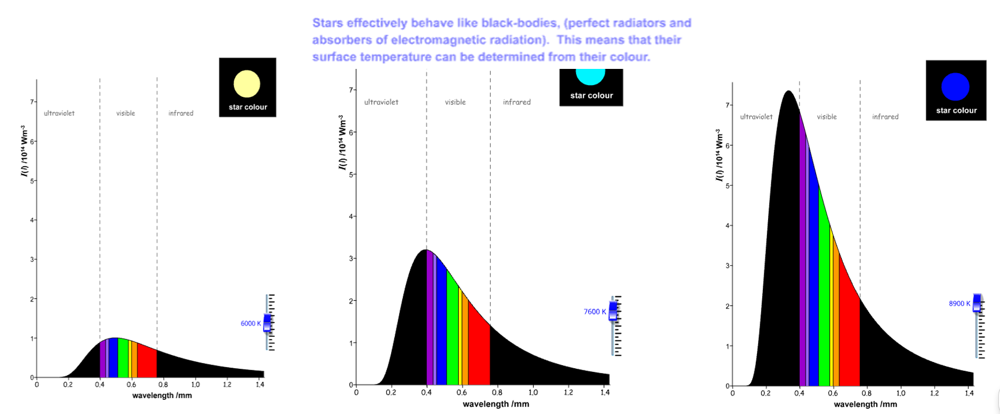 Stars effectively behave like black-bodies, (perfect radiators and
absorbers of electromagnetic radiation). This means that their
surface temperature can be determined from their colour.
star colour
ultraviolet visible infrared
I(l) /10¹⁴ Wm⁻³
7
6
5
4
3
2
1
0
6000 K
0 0.2 0.4 0.6 0.8 1.0 1.2 1.4
wavelength /mm
star colour
ultraviolet visible infrared
I(l) /10¹⁴ Wm⁻³
7
6
5
4
3
2
1
0
7600 K
0 0.2 0.4 0.6 0.8 1.0 1.2 1.4
wavelength /mm
star colour
ultraviolet visible infrared
I(l) /10¹⁴ Wm⁻³
7
6
5
4
3
2
1
0
8900 K
0 0.2 0.4 0.6 0.8 1.0 1.2 1.4
wavelength /mm